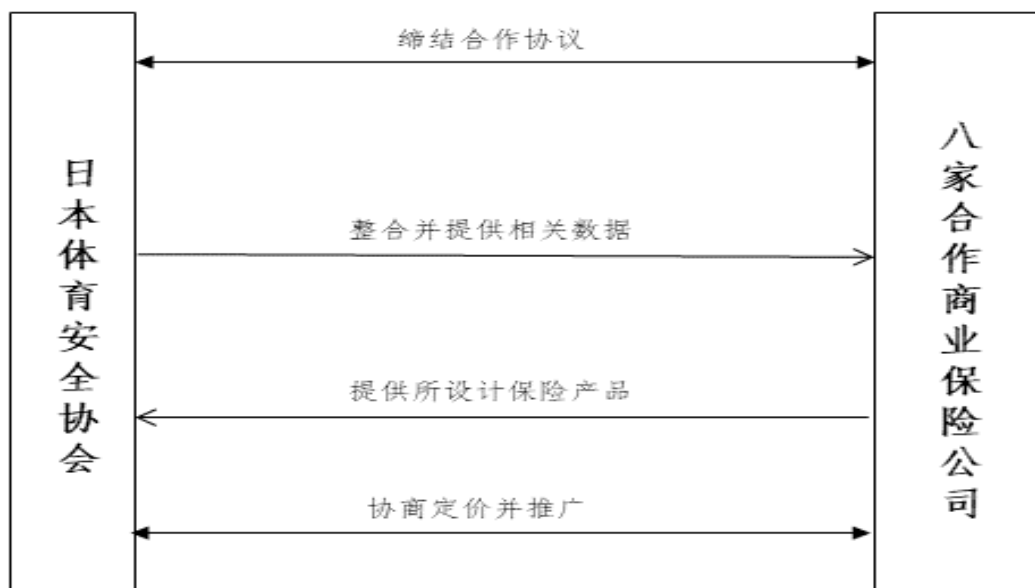 缔结合作协议
日本体育安全协会
整合并提供相关数据
提供所设计保险产品
协商定价并推广
八家合作商业保险公司